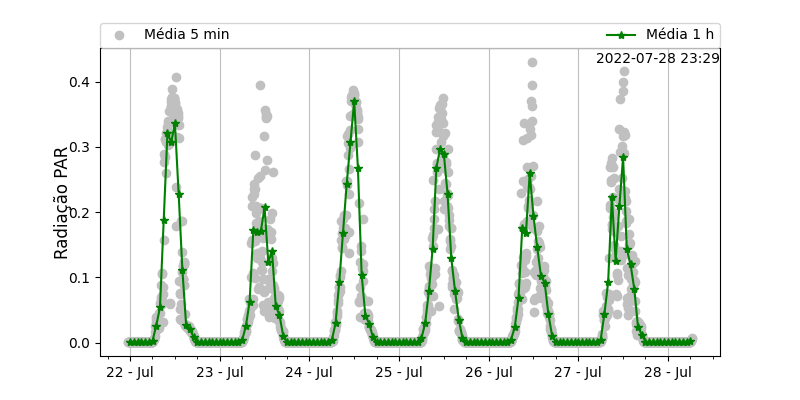 Média 5 min
Média 1 h
2022-07-28 23:29
Radiação PAR
0.4
0.3
0.2
0.1
0.0
22 - Jul
23 - Jul
24 - Jul
25 - Jul
26 - Jul
27 - Jul
28 - Jul